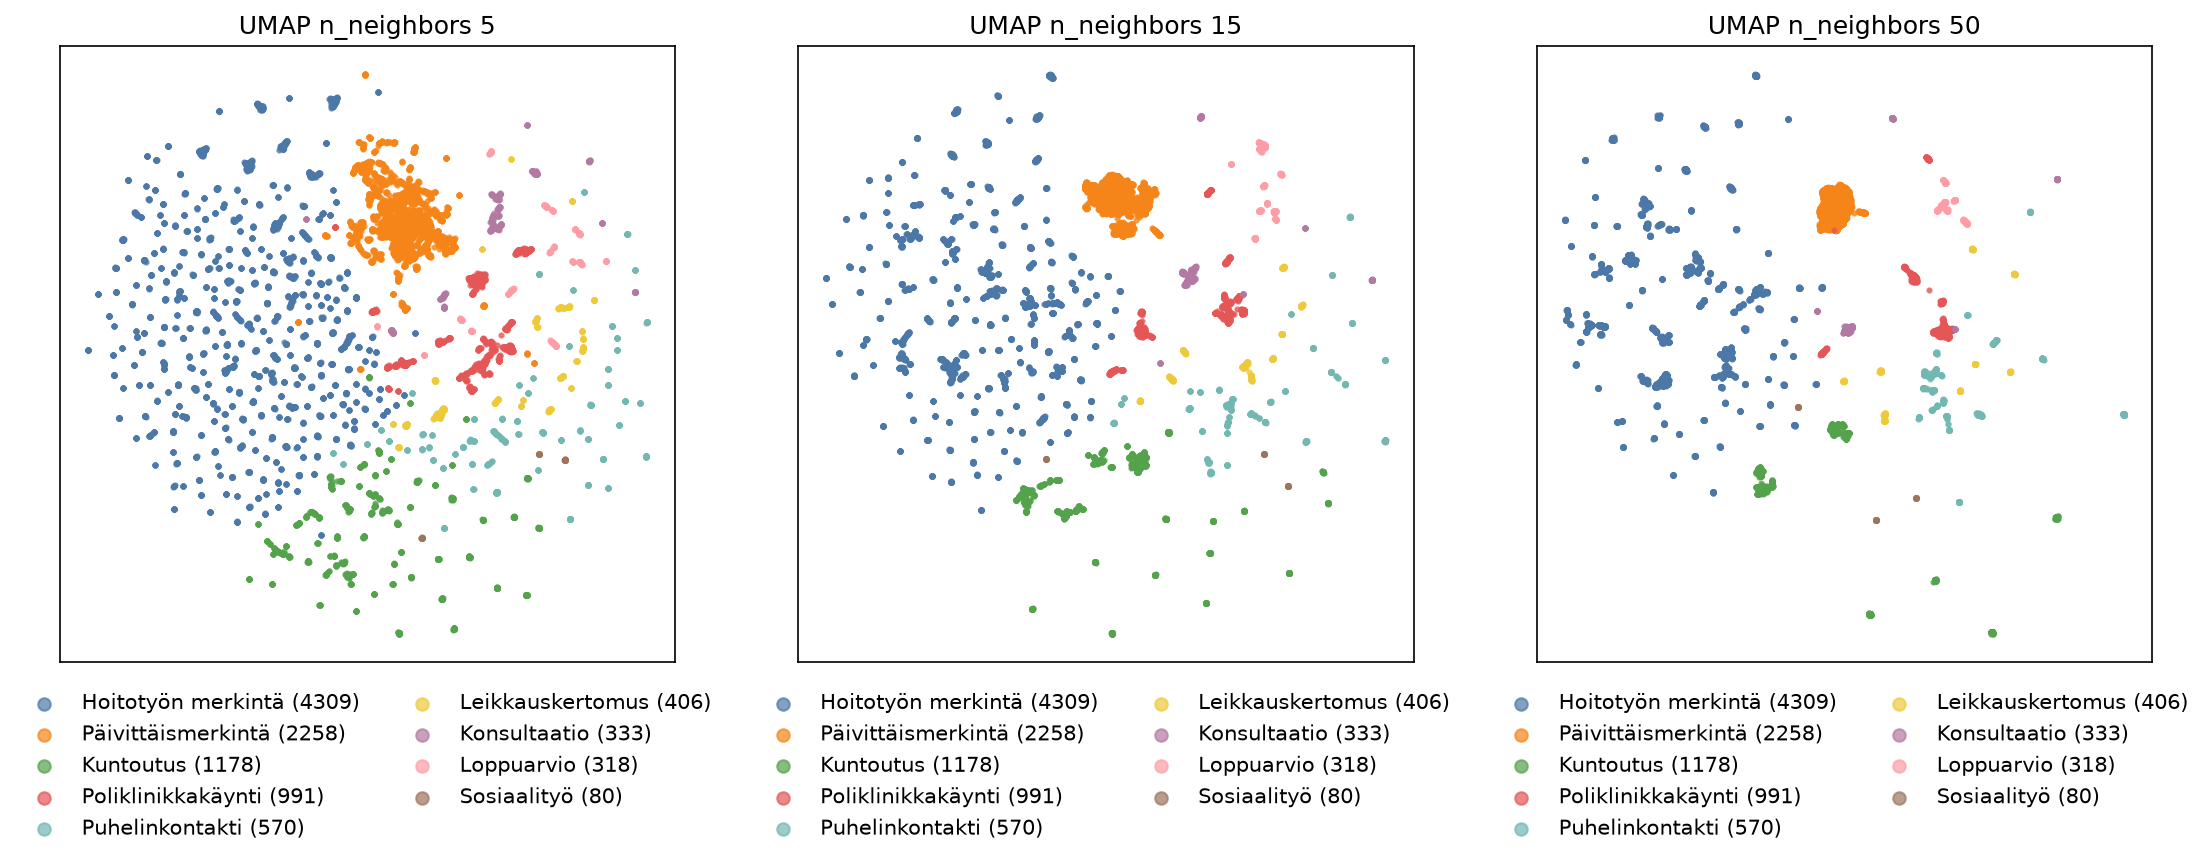 UMAP n_neighbors 5
Hoitotyön merkintä (4309)
Päivittäismerkintä (2258)
Kuntoutus (1178)
Poliklinikkakäynti (991)
Puhelinkontakti (570)
Leikkauskertomus (406)
Konsultaatio (333)
Loppuarvio (318)
Sosiaalityö (80)
UMAP n_neighbors 15
Hoitotyön merkintä (4309)
Päivittäismerkintä (2258)
Kuntoutus (1178)
Poliklinikkakäynti (991)
Puhelinkontakti (570)
Leikkauskertomus (406)
Konsultaatio (333)
Loppuarvio (318)
Sosiaalityö (80)
UMAP n_neighbors 50
Hoitotyön merkintä (4309)
Päivittäismerkintä (2258)
Kuntoutus (1178)
Poliklinikkakäynti (991)
Puhelinkontakti (570)
Leikkauskertomus (406)
Konsultaatio (333)
Loppuarvio (318)
Sosiaalityö (80)